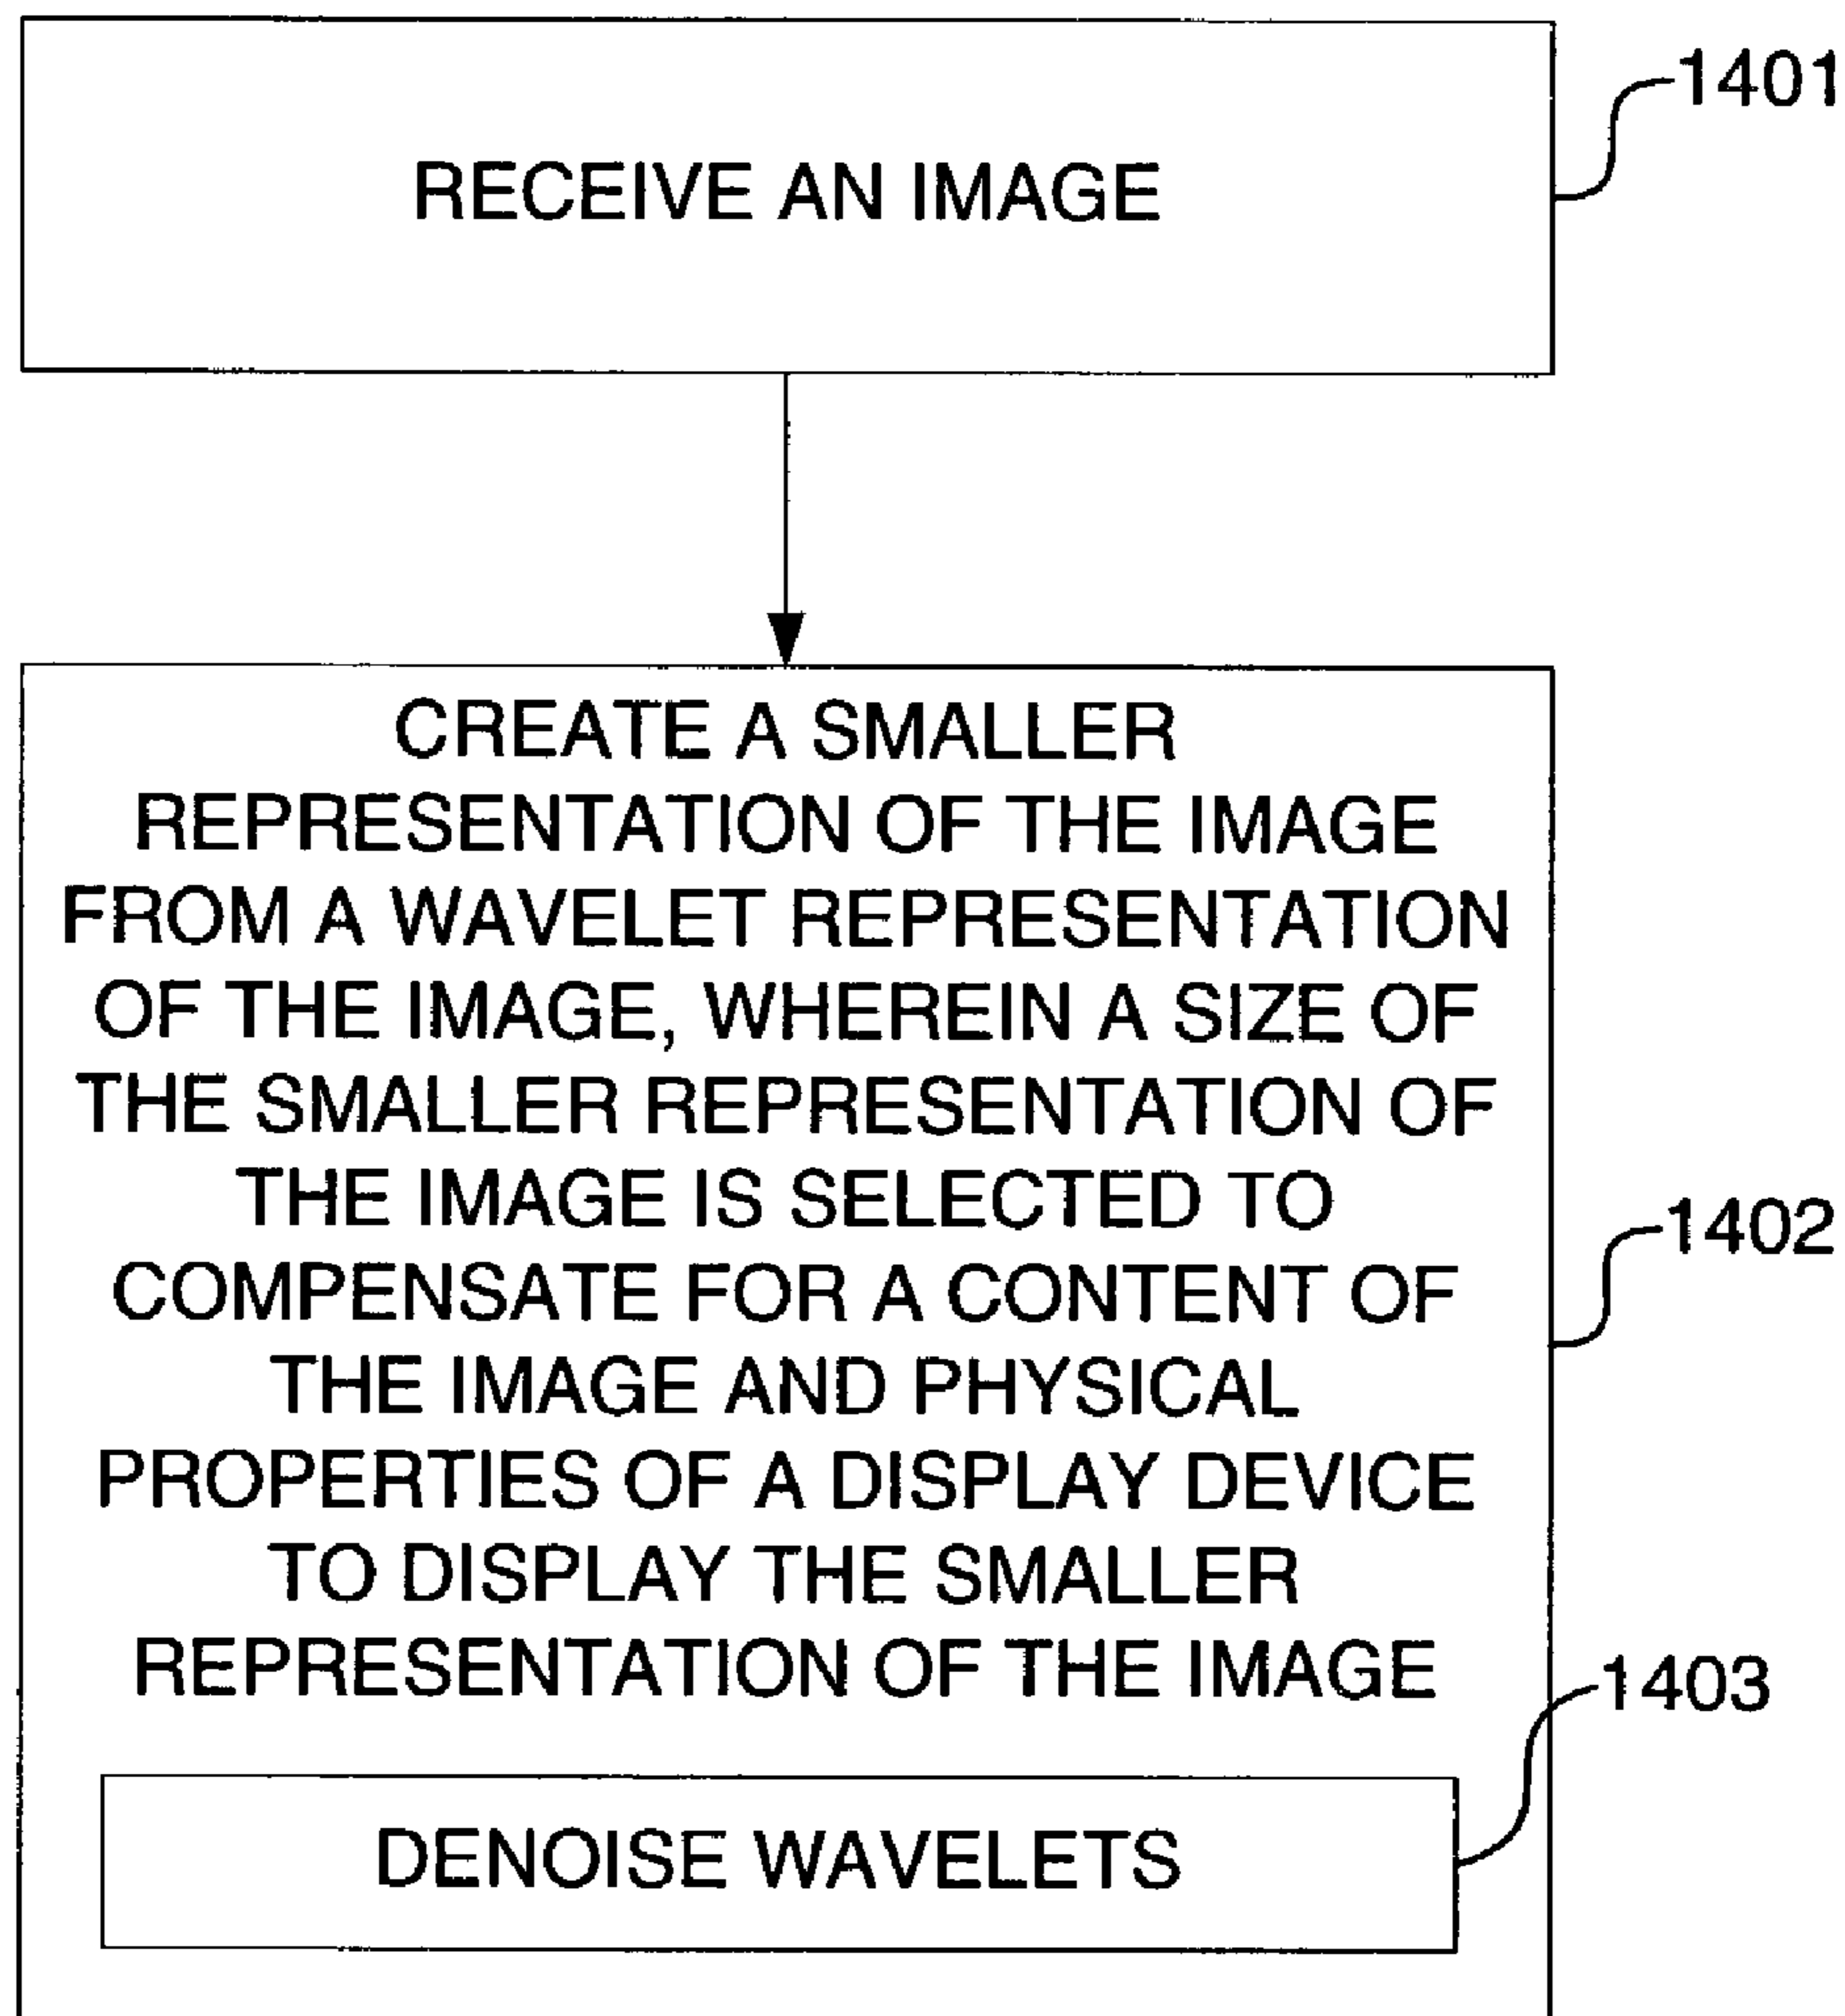 1401
RECEIVE AN IMAGE
CREATE A SMALLER
REPRESENTATION OF THE IMAGE
FROM A WAVELET REPRESENTATION
OF THE IMAGE, WHEREIN A SIZE OF
THE SMALLER REPRESENTATION OF
THE IMAGE IS SELECTED TO
COMPENSATE FOR A CONTENT OF
THE IMAGE AND PHYSICAL
PROPERTIES OF A DISPLAY DEVICE
TO DISPLAY THE SMALLER
REPRESENTATION OF THE IMAGE
1402
1403
DENOISE WAVELETS